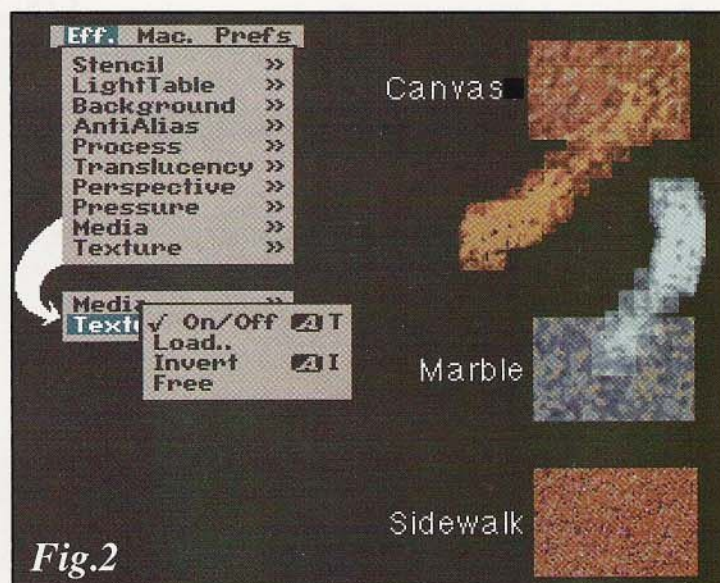 Eff. Mac. Prefs
Stencil »
LightTable »
Background »
AntiAlias »
Process »
Translucency »
Perspective »
Pressure »
Media »
Texture »
Media »
Textu
✓ On/Off A T
Load..
Invert A I
Free
Canvas
Marble
Sidewalk
Fig.2